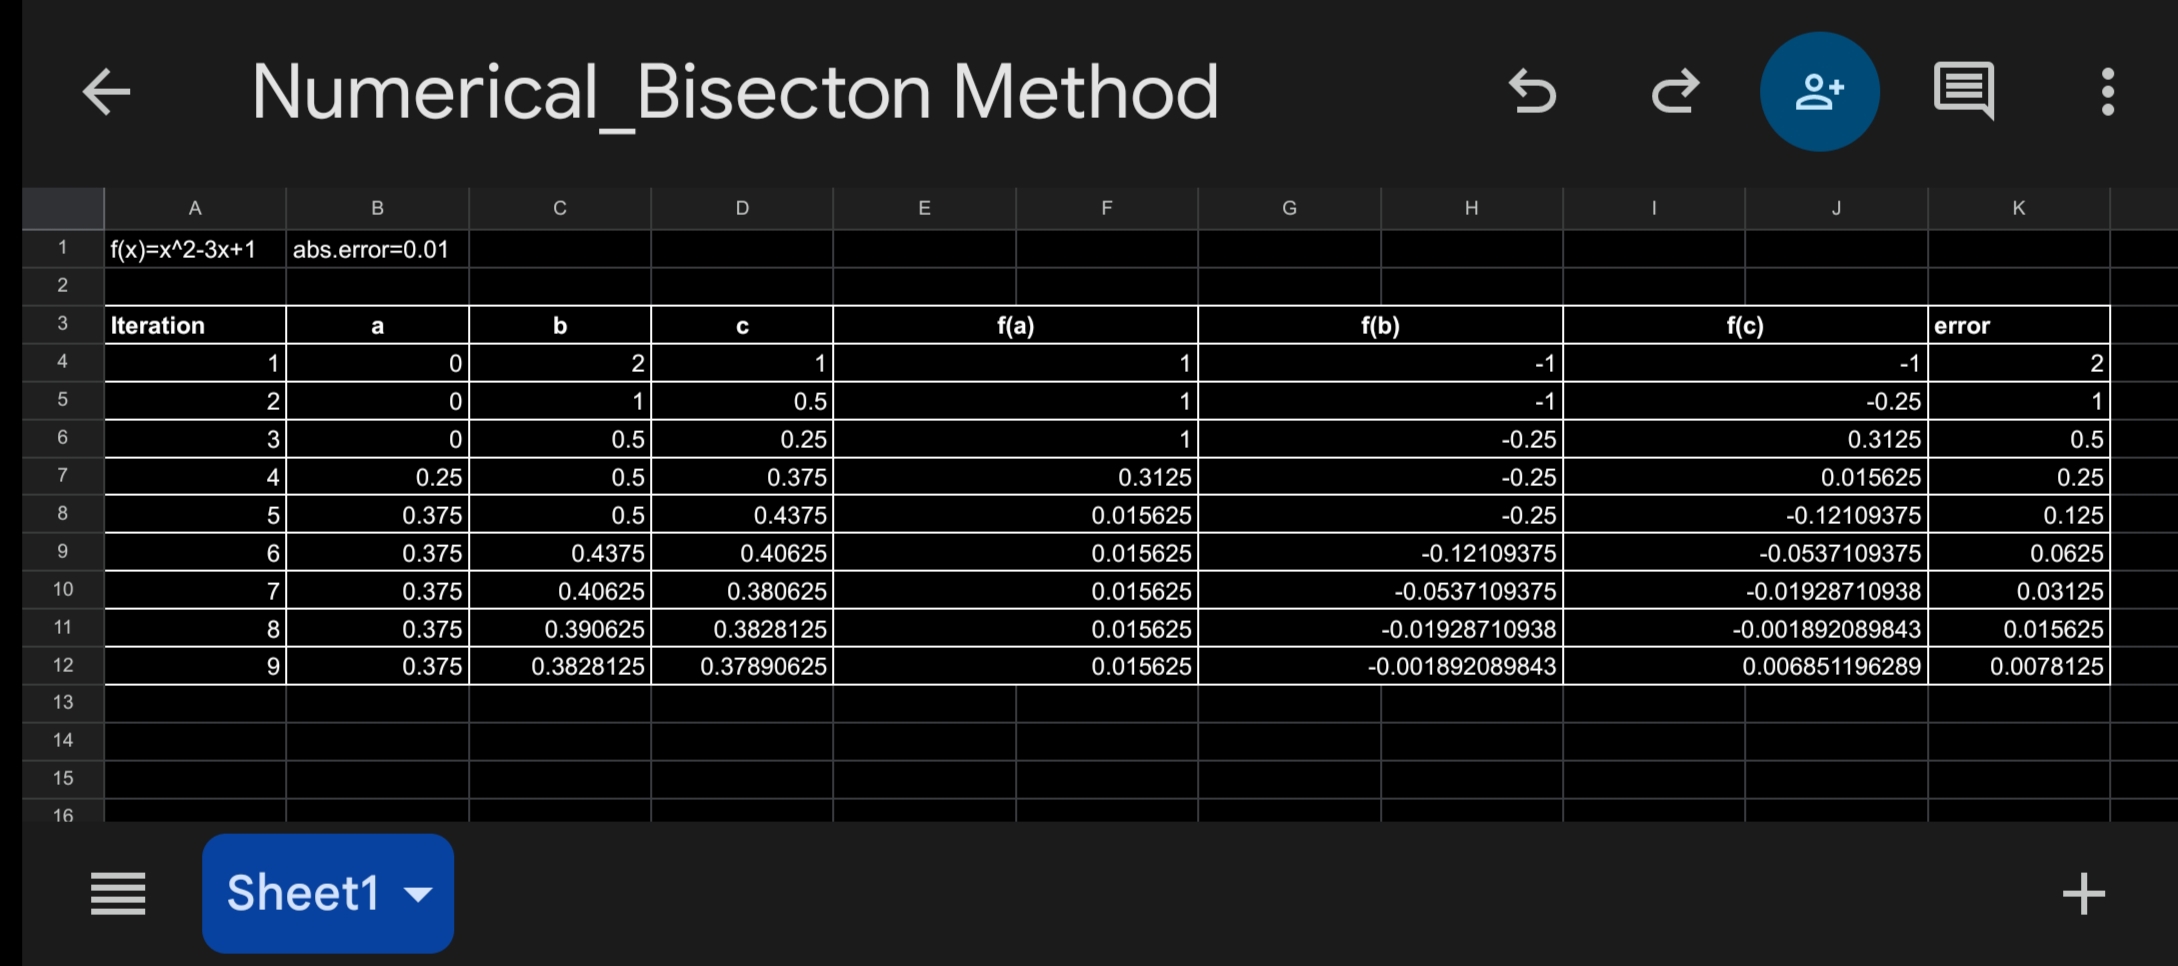 Numerical_Bisecton Method
A B C D E F G H I J K
1 f(x)=x^2-3x+1 abs.error=0.01
2
3 Iteration a b c f(a) f(b) f(c) error
4 1 0 2 1 1 -1 -1 2
5 2 0 1 0.5 1 -1 -0.25 1
6 3 0 0.5 0.25 1 -0.25 0.3125 0.5
7 4 0.25 0.5 0.375 0.3125 -0.25 0.015625 0.25
8 5 0.375 0.5 0.4375 0.015625 -0.25 -0.12109375 0.125
9 6 0.375 0.4375 0.40625 0.015625 -0.12109375 -0.0537109375 0.0625
10 7 0.375 0.40625 0.380625 0.015625 -0.0537109375 -0.01928710938 0.03125
11 8 0.375 0.390625 0.3828125 0.015625 -0.01928710938 -0.001892089843 0.015625
12 9 0.375 0.3828125 0.37890625 0.015625 -0.001892089843 0.006851196289 0.0078125
13
14
15
16
Sheet1